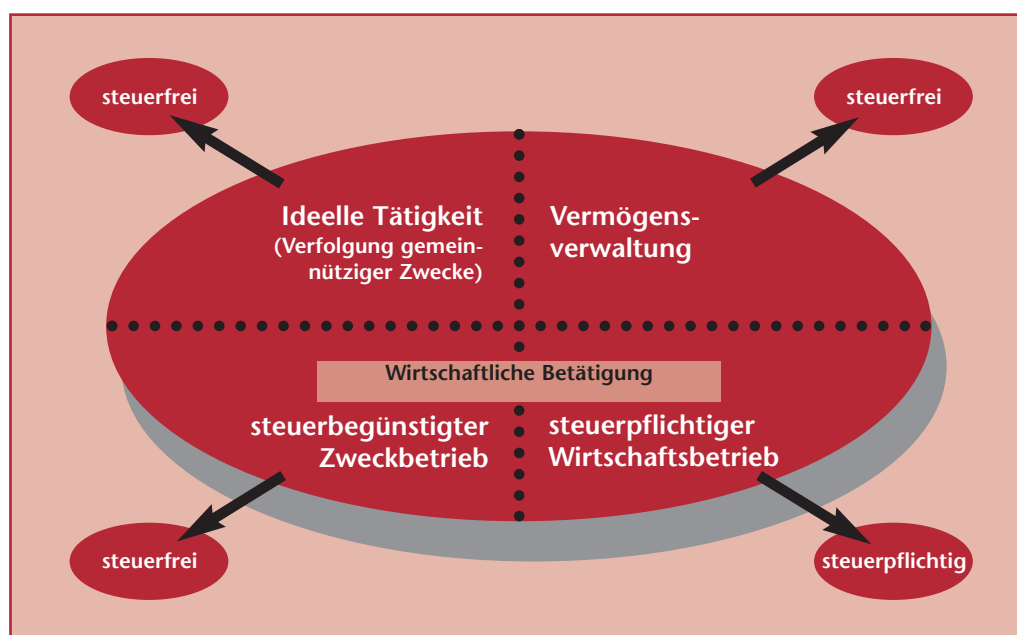 steuerfrei
steuerfrei
Ideelle Tätigkeit
(Verfolgung gemein-
nütziger Zwecke)
Vermögens-
verwaltung
Wirtschaftliche Betätigung
steuerbegünstigter
Zweckbetrieb
steuerpflichtiger
Wirtschaftsbetrieb
steuerfrei
steuerpflichtig